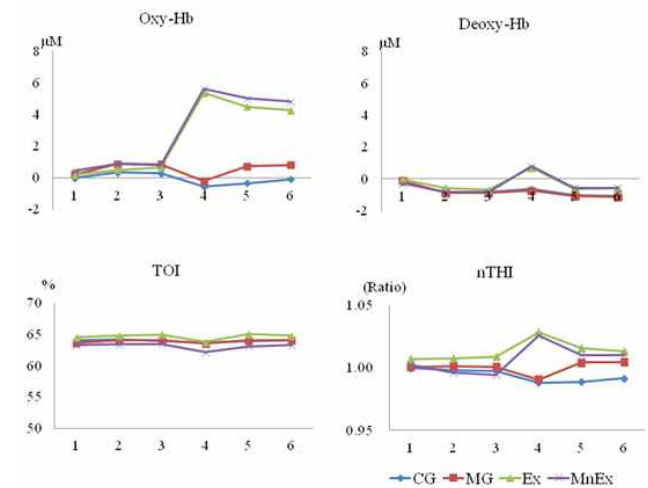 Oxy-Hb
μM
8
6
4
2
0
-2
1 2 3 4 5 6
Deoxy-Hb
μM
8
6
4
2
0
-2
1 2 3 4 5 6
TOI
%
70
65
60
55
50
1 2 3 4 5 6
nTHI
(Ratio)
1.05
1.00
0.95
1 2 3 4 5 6
CG MG Ex MnEx